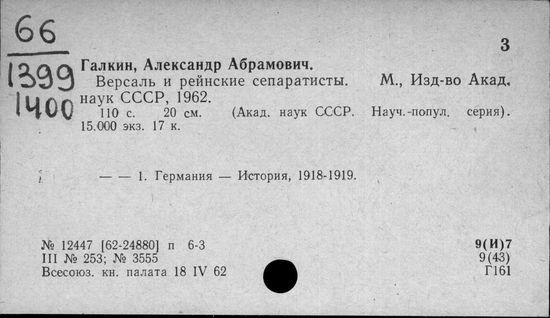 66
1399
1400
3
Галкин, Александр Абрамович.
Версаль и рейнские сепаратисты. М., Изд-во Акад.
наук СССР, 1962.
110 с. 20 см. (Акад. наук СССР. Науч.-попул. серия).
15.000 экз. 17 к.
— — 1. Германия — История, 1918-1919.
№ 12447 [62-24880] п 6-3
III № 253; № 3555
Всесоюз. кн. палата 18 IV 62
9(И)7
9(43)
Г161